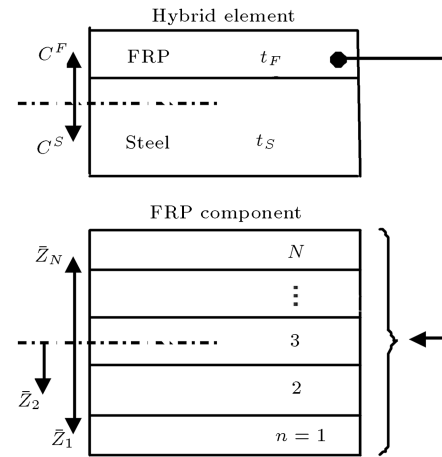 Hybrid element
C^F FRP t_F
C^S Steel t_S
FRP component
Z̄_N N
⋮
3
Z̄_2 2
Z̄_1 n = 1